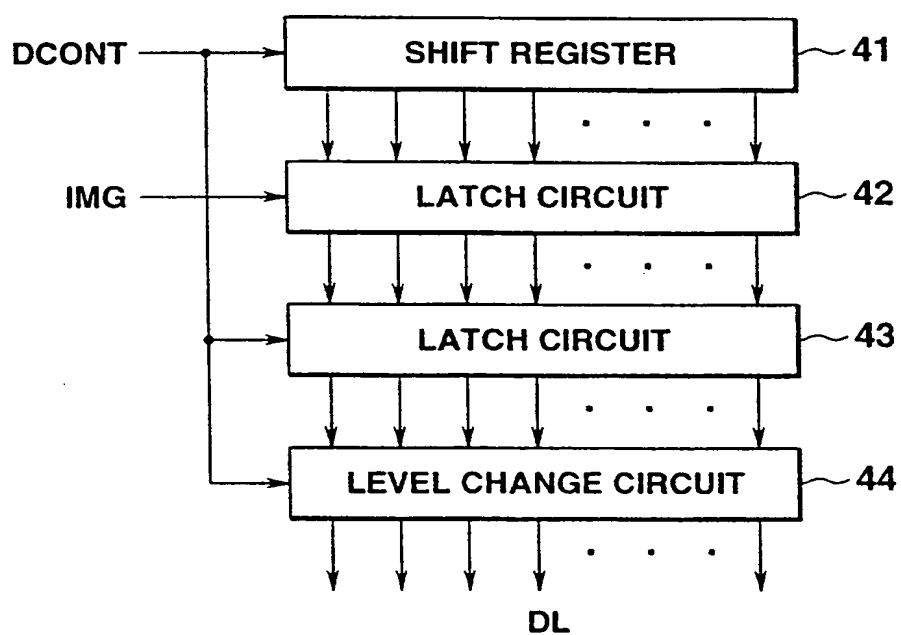 DCONT SHIFT REGISTER 41
IMG LATCH CIRCUIT 42
LATCH CIRCUIT 43
LEVEL CHANGE CIRCUIT 44
DL